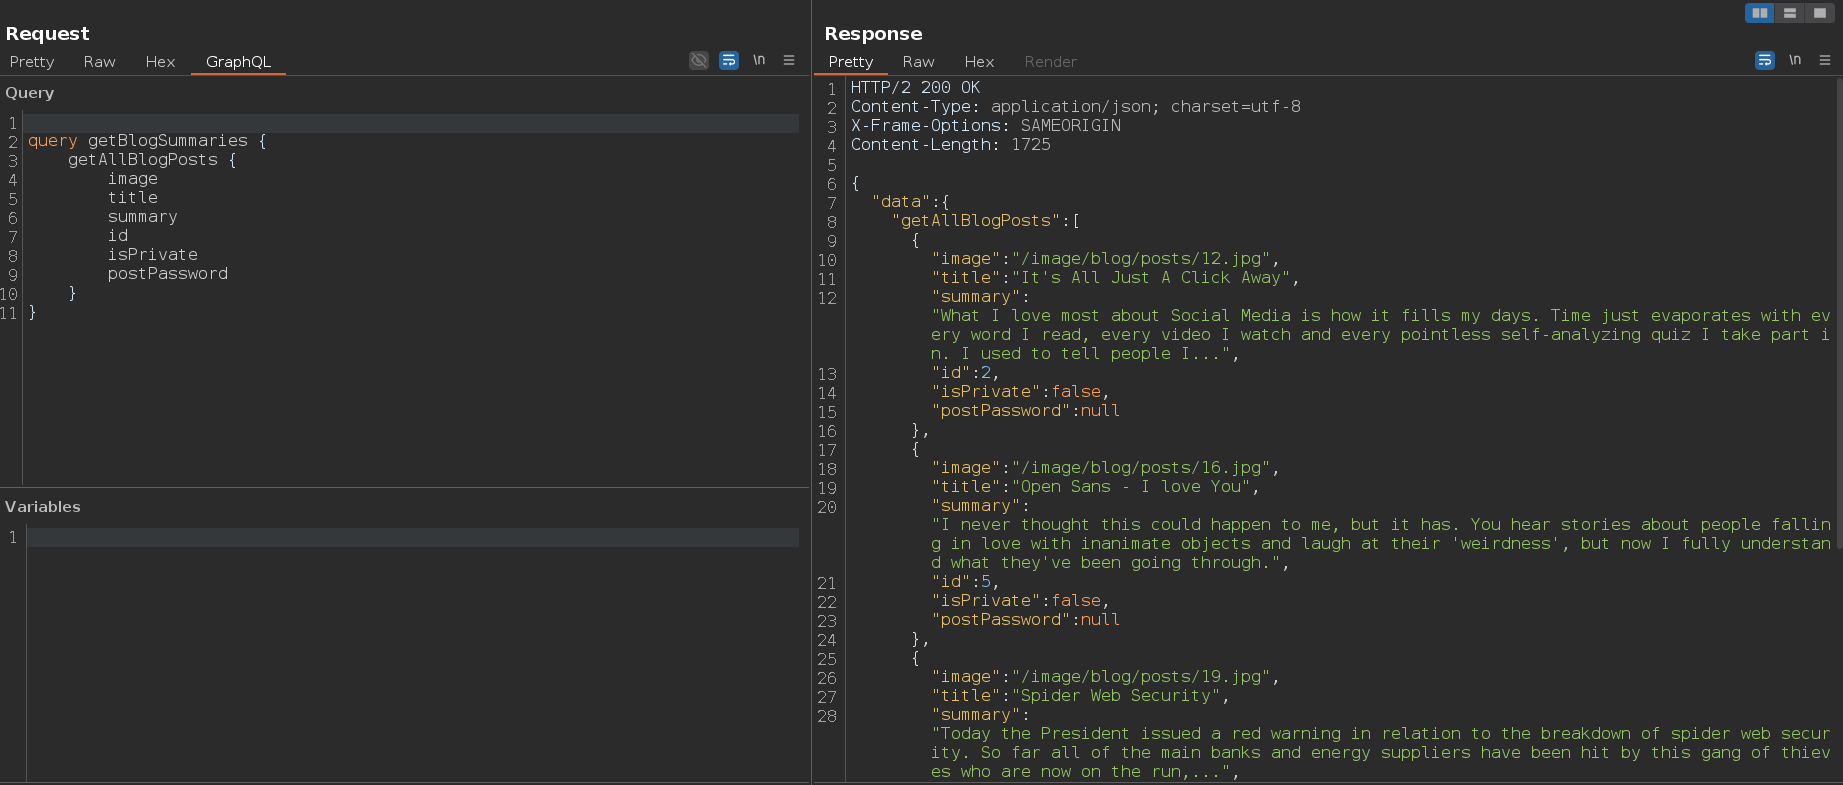 Request
Pretty Raw Hex GraphQL \n
Query
1
2 query getBlogSummaries {
3 getAllBlogPosts {
4 image
5 title
6 summary
7 id
8 isPrivate
9 postPassword
10 }
11 }
Variables
1
Response
Pretty Raw Hex Render \n
1 HTTP/2 200 OK
2 Content-Type: application/json; charset=utf-8
3 X-Frame-Options: SAMEORIGIN
4 Content-Length: 1725
5
6 {
7 "data":{
8 "getAllBlogPosts":[
9 {
10 "image":"/image/blog/posts/12.jpg",
11 "title":"It's All Just A Click Away",
12 "summary":
"What I love most about Social Media is how it fills my days. Time just evaporates with ev
ery word I read, every video I watch and every pointless self-analyzing quiz I take part i
n. I used to tell people I...",
13 "id":2,
14 "isPrivate":false,
15 "postPassword":null
16 },
17 {
18 "image":"/image/blog/posts/16.jpg",
19 "title":"Open Sans - I love You",
20 "summary":
"I never thought this could happen to me, but it has. You hear stories about people fallin
g in love with inanimate objects and laugh at their 'weirdness', but now I fully understan
d what they've been going through.",
21 "id":5,
22 "isPrivate":false,
23 "postPassword":null
24 },
25 {
26 "image":"/image/blog/posts/19.jpg",
27 "title":"Spider Web Security",
28 "summary":
"Today the President issued a red warning in relation to the breakdown of spider web secur
ity. So far all of the main banks and energy suppliers have been hit by this gang of thiev
es who are now on the run,...",